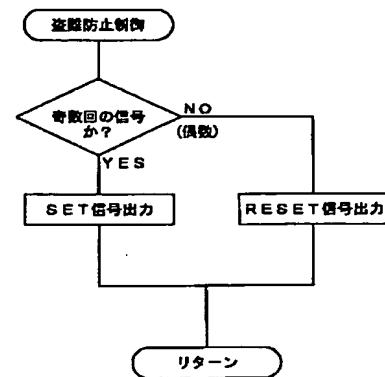 盗難防止制御
奇数回の信号
か？
NO
(偶数)
YES
SET信号出力
RESET信号出力
リターン